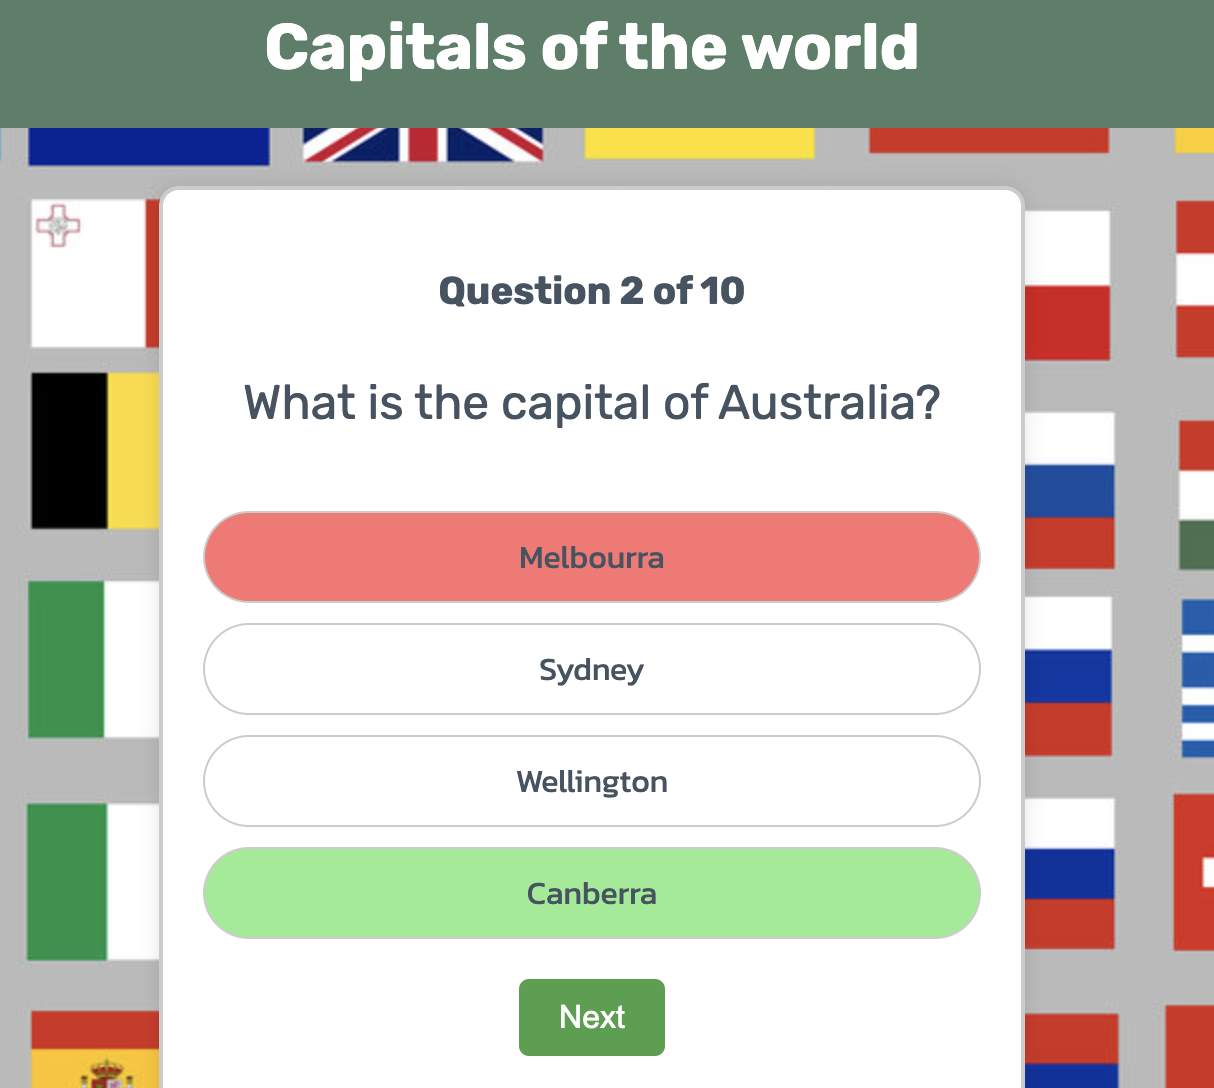 Capitals of the world
Question 2 of 10
What is the capital of Australia?
Melbourra
Sydney
Wellington
Canberra
Next